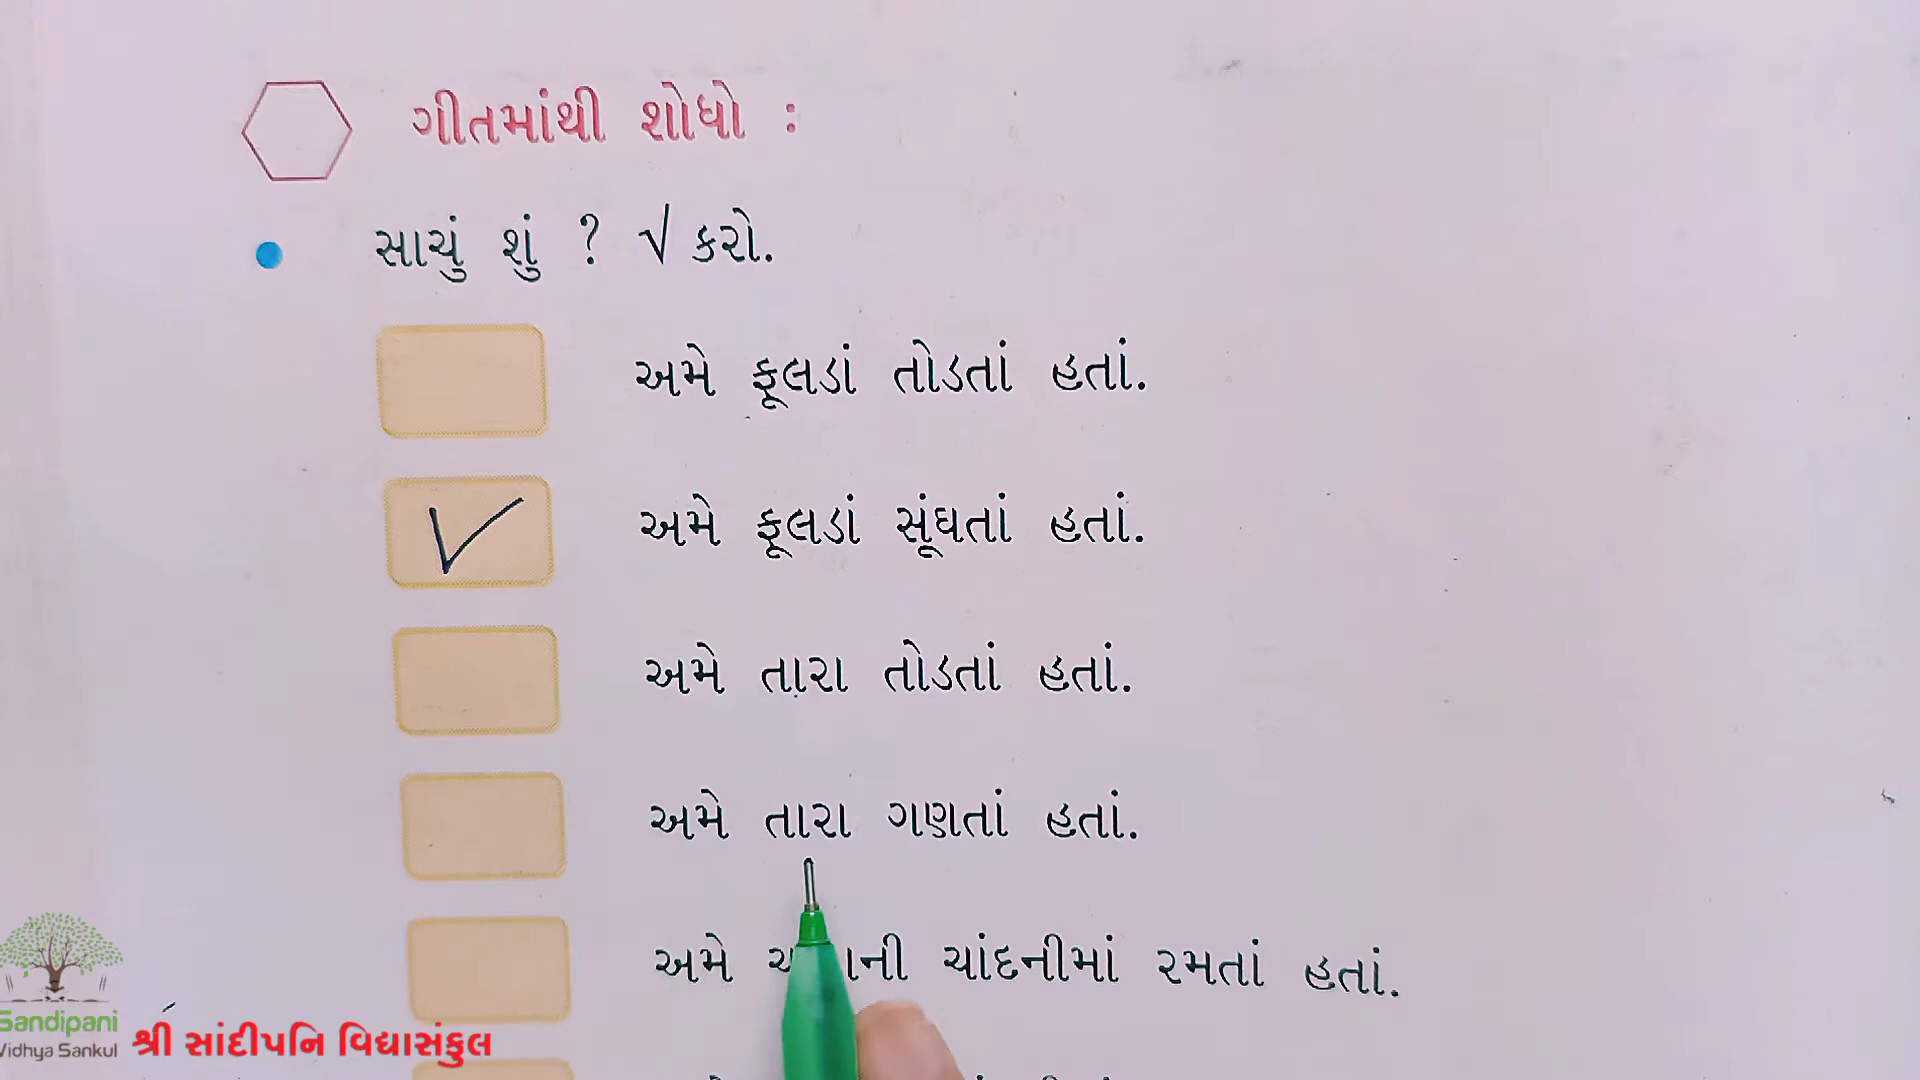 ગીતમાંથી શોધો :
સાચું શું ? √ કરો.
અમે ફૂલડાં તોડતાં હતાં.
અમે ફૂલડાં સૂંઘતાં હતાં.
અમે તારા તોડતાં હતાં.
અમે તારા ગણતાં હતાં.
અમે ચાંદનીમાં રમતાં હતાં.
Sandipani
Vidhya Sankul
શ્રી સાંદીપનિ વિદ્યાસંકુલ